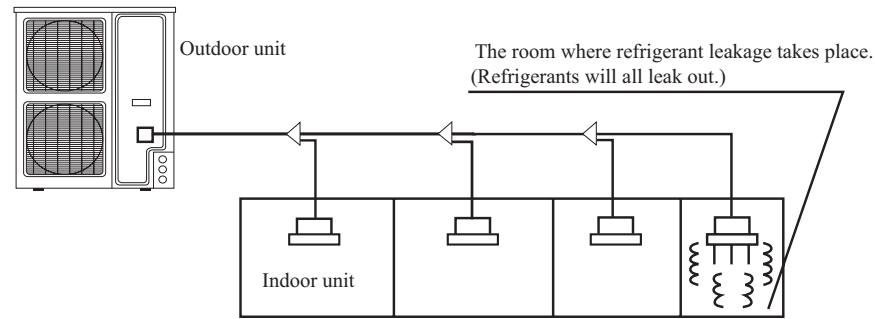 Outdoor unit
The room where refrigerant leakage takes place.
(Refrigerants will all leak out.)
Indoor unit